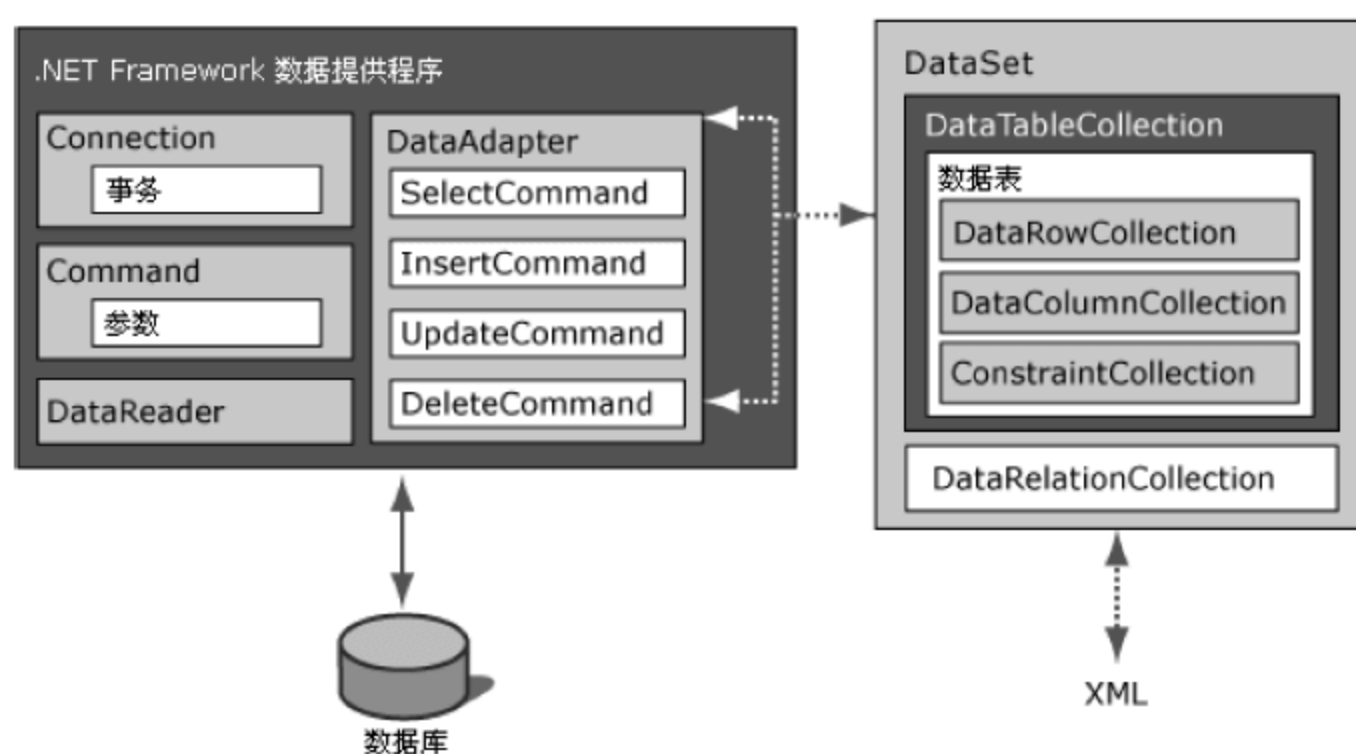 .NET Framework 数据提供程序
Connection
事务
Command
参数
DataReader
DataAdapter
SelectCommand
InsertCommand
UpdateCommand
DeleteCommand
数据库
DataSet
DataTableCollection
数据表
DataRowCollection
DataColumnCollection
ConstraintCollection
DataRelationCollection
XML